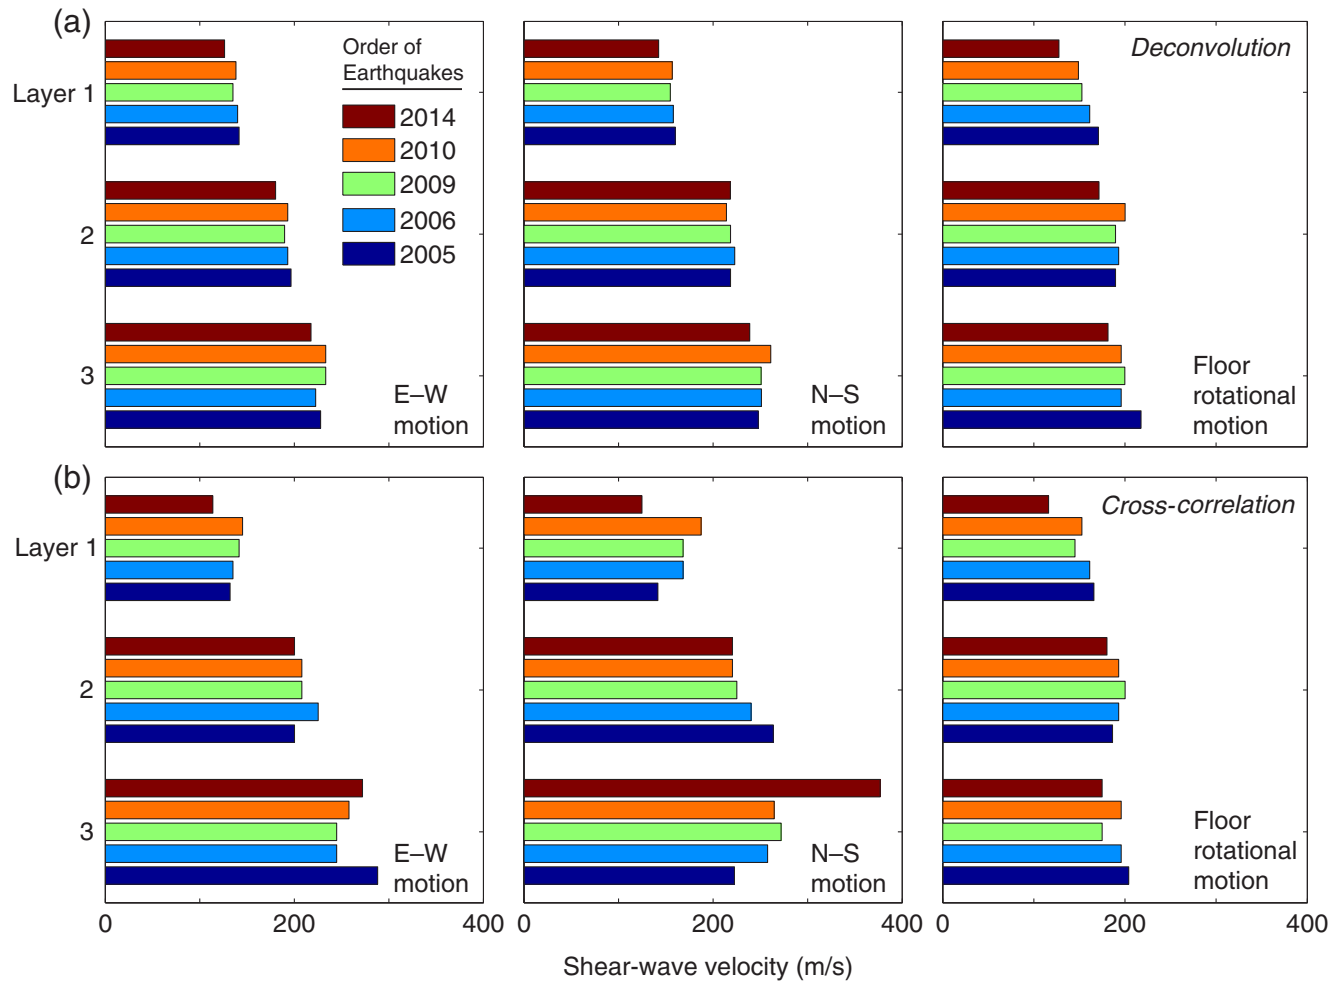 (a)
Order of
Earthquakes
2014
2010
2009
2006
2005
Layer 1
2
3
E–W
motion
N–S
motion
Deconvolution
Floor
rotational
motion
(b)
Layer 1
2
3
E–W
motion
N–S
motion
Cross-correlation
Floor
rotational
motion
0 200 400 0 200 400 0 200 400
Shear-wave velocity (m/s)